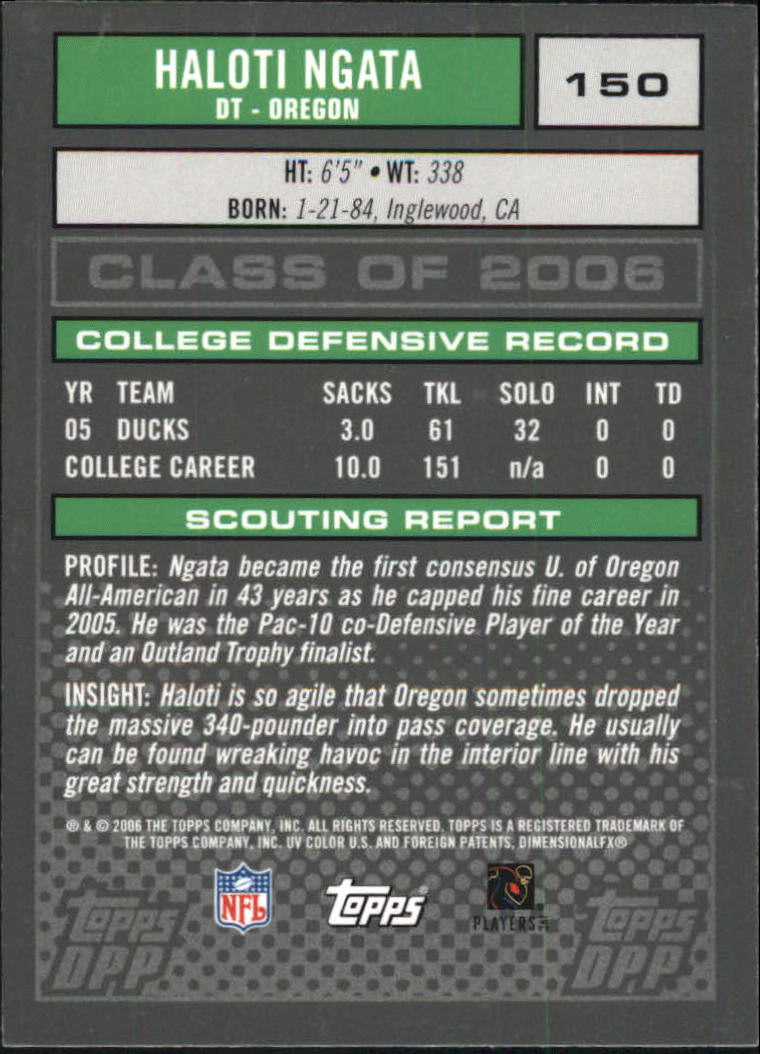 HALOTI NGATA
DT - OREGON
150
HT: 6'5" • WT: 338
BORN: 1-21-84, Inglewood, CA
CLASS OF 2006
COLLEGE DEFENSIVE RECORD
YR TEAM SACKS TKL SOLO INT TD
05 DUCKS 3.0 61 32 0 0
COLLEGE CAREER 10.0 151 n/a 0 0
SCOUTING REPORT
PROFILE: Ngata became the first consensus U. of Oregon
All-American in 43 years as he capped his fine career in
2005. He was the Pac-10 co-Defensive Player of the Year
and an Outland Trophy finalist.
INSIGHT: Haloti is so agile that Oregon sometimes dropped
the massive 340-pounder into pass coverage. He usually
can be found wreaking havoc in the interior line with his
great strength and quickness.
® & © 2006 THE TOPPS COMPANY, INC. ALL RIGHTS RESERVED. TOPPS IS A REGISTERED TRADEMARK OF
THE TOPPS COMPANY, INC. UV COLOR U.S. AND FOREIGN PATENTS, DIMENSIONALFX®
NFL
Topps®
PLAYERS INC
Topps DPP
Topps DPP